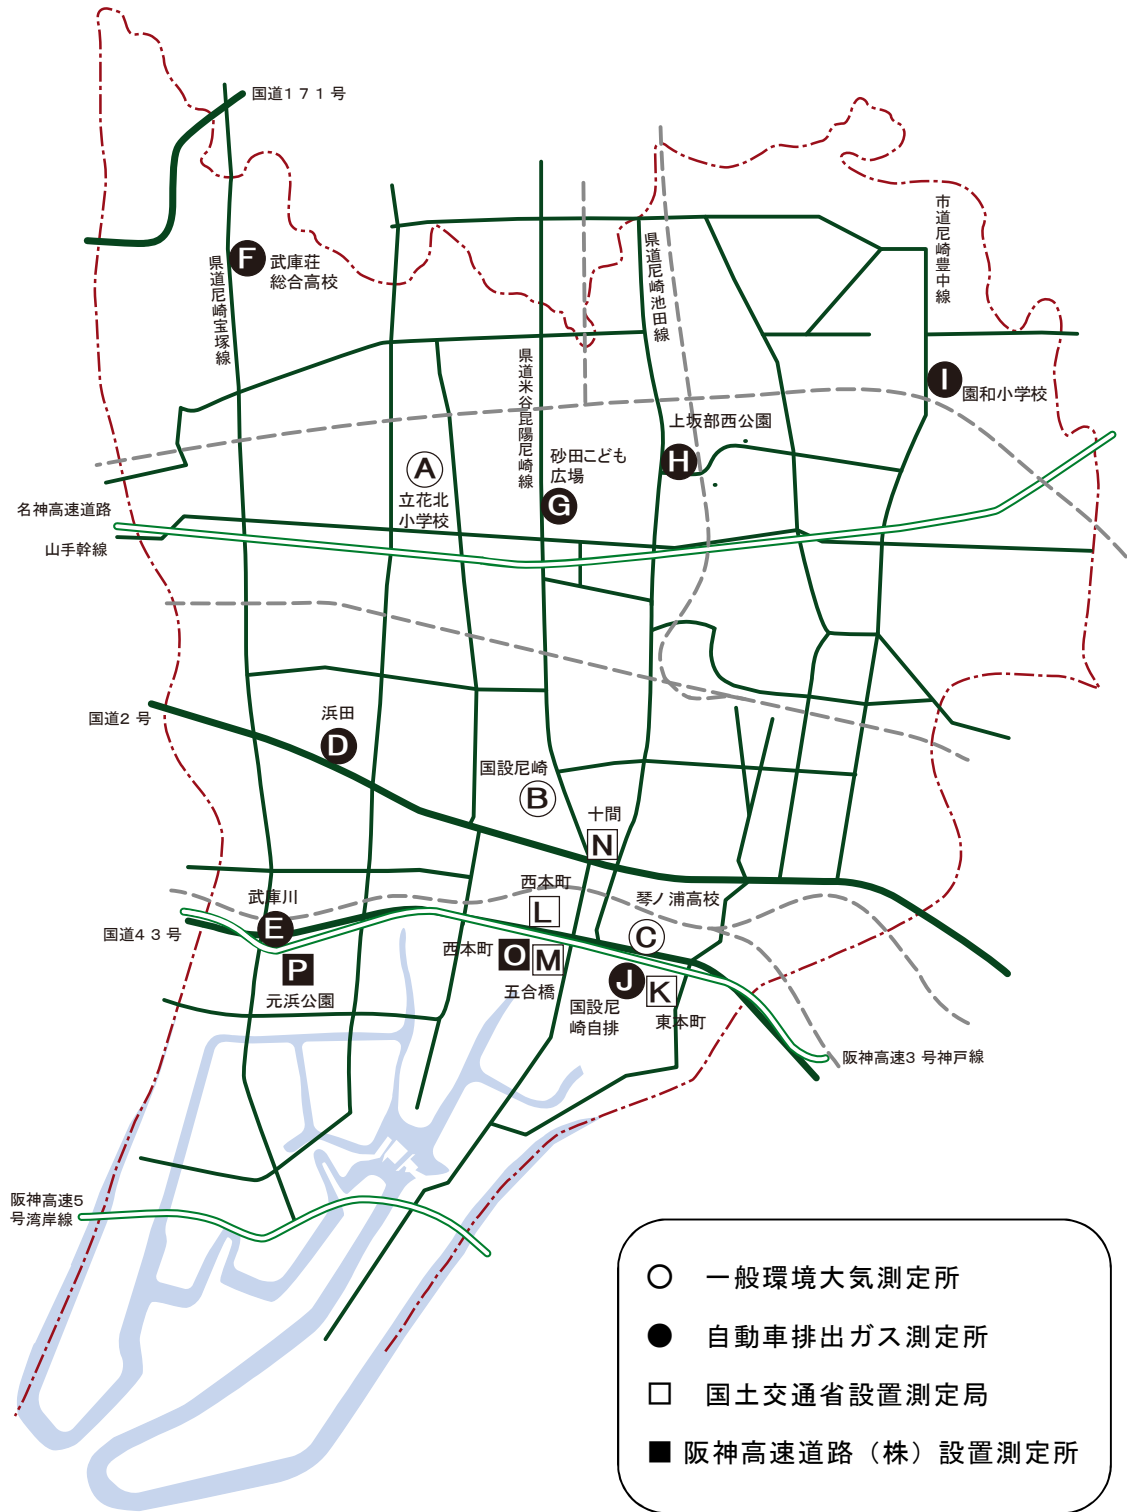 国道１７１号
市道尼崎豊中線
県道尼崎池田線
F
武庫荘
総合高校
県道尼崎宝塚線
県道米谷昆陽尼崎線
I
園和小学校
上坂部西公園
H
A
立花北
小学校
砂田こども
広場
G
名神高速道路
山手幹線
国道２号
浜田
D
国設尼崎
B
十間
N
西本町
L
武庫川
E
琴ノ浦高校
C
国道４３号
西本町
O
M
五合橋
P
元浜公園
J
国設尼
崎自排
K
東本町
阪神高速３号神戸線
阪神高速５
号湾岸線
○ 一般環境大気測定所
● 自動車排出ガス測定所
□ 国土交通省設置測定局
■ 阪神高速道路（株）設置測定所